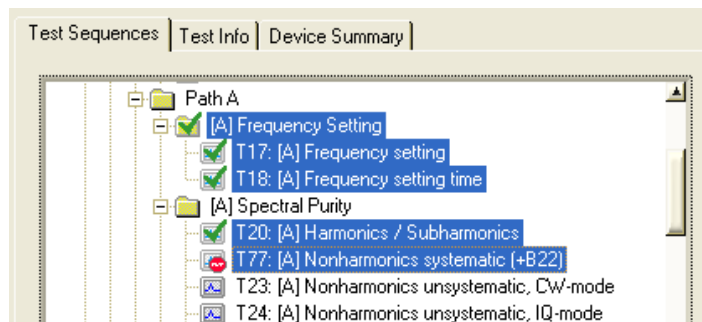 Test Sequences Test Info Device Summary
Path A
[A] Frequency Setting
T17: [A] Frequency setting
T18: [A] Frequency setting time
[A] Spectral Purity
T20: [A] Harmonics / Subharmonics
T77: [A] Nonharmonics systematic (+B22)
T23: [A] Nonharmonics unsystematic, CW-mode
T24: [A] Nonharmonics unsystematic, IQ-mode